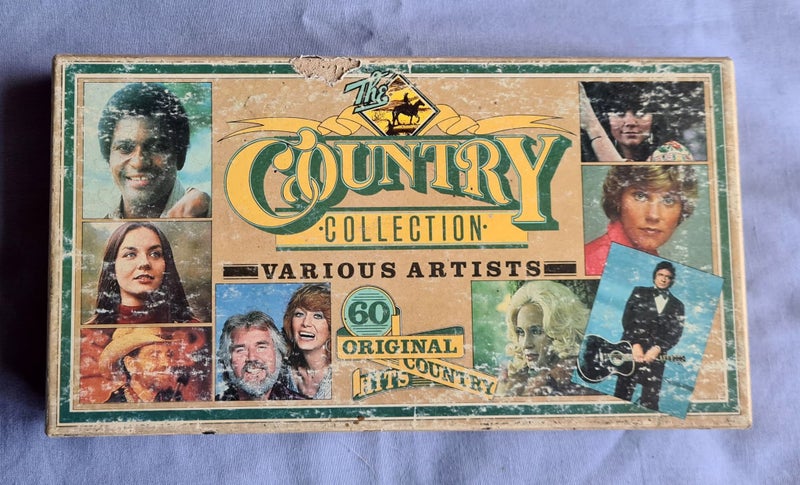 The
COUNTRY
·COLLECTION·
VARIOUS ARTISTS
60
ORIGINAL
COUNTRY
HITS